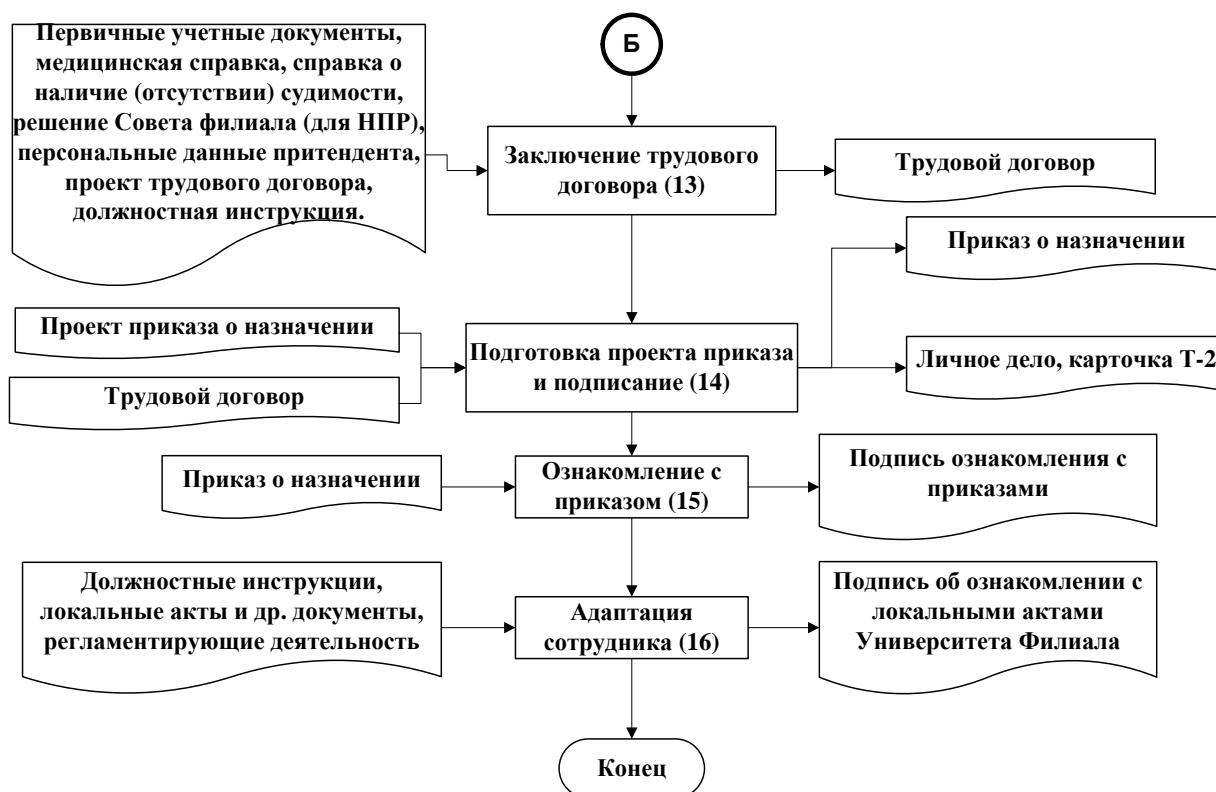 Б
Первичные учетные документы,
медицинская справка, справка о
наличие (отсутствии) судимости,
решение Совета филиала (для НПР),
персональные данные притендента,
проект трудового договора,
должностная инструкция.
Заключение трудового
договора (13)
Трудовой договор
Приказ о назначении
Проект приказа о назначении
Трудовой договор
Подготовка проекта приказа
и подписание (14)
Личное дело, карточка Т-2
Приказ о назначении
Ознакомление с
приказом (15)
Подпись ознакомления с
приказами
Должностные инструкции,
локальные акты и др. документы,
регламентирующие деятельность
Адаптация
сотрудника (16)
Подпись об ознакомлении с
локальными актами
Университета Филиала
Конец